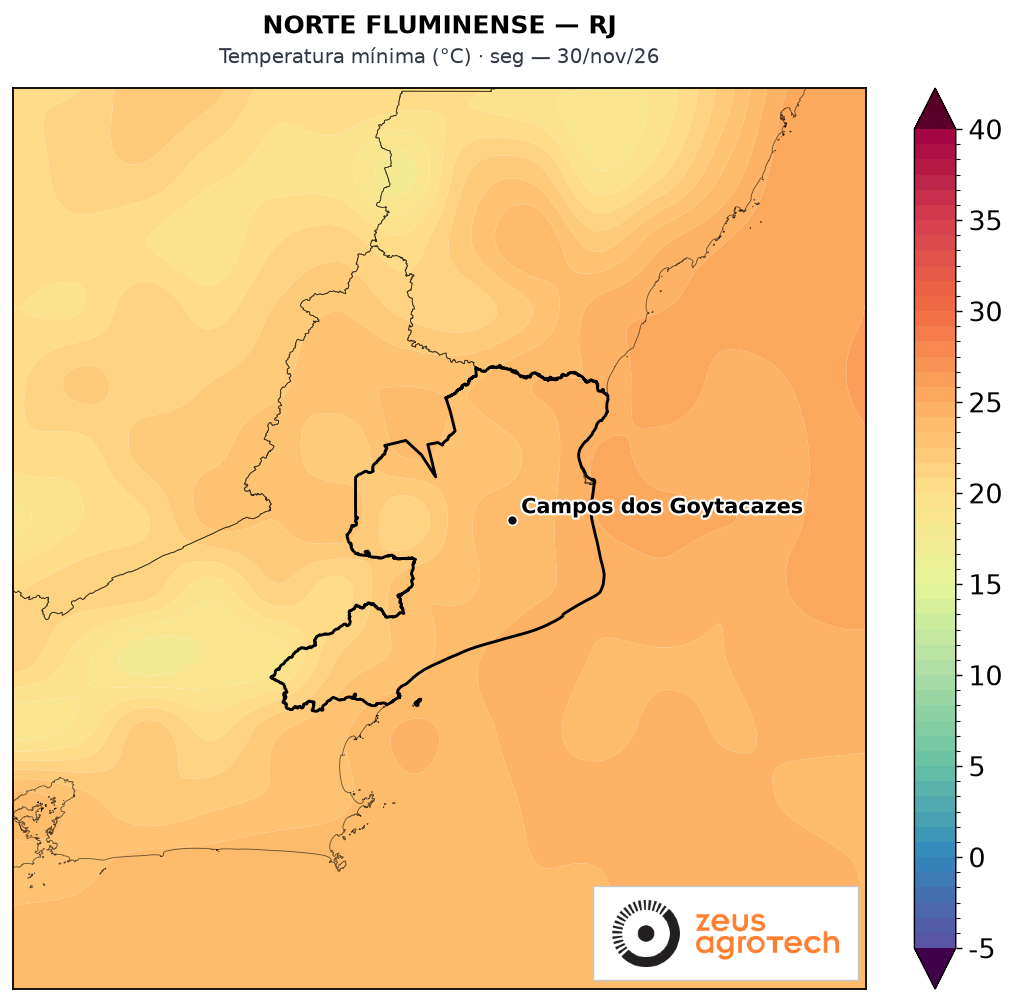 NORTE FLUMINENSE — RJ
Temperatura mínima (°C) · seg — 30/nov/26
40
35
30
25
20
15
10
5
0
-5
Campos dos Goytacazes
zeus
agrotech